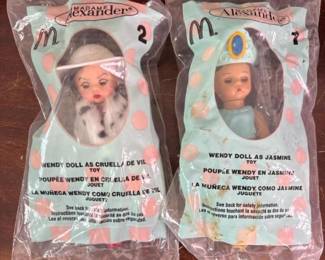 MADAME
Alexander
m
2
WENDY DOLL AS CRUELLA DE VIL
TOY
POUPÉE WENDY EN CRUELLA DE VIL
JOUET
LA MUÑECA WENDY COMO CRUELLA DE VIL
JUGUETE
See back for safety information.
Alexander
m
WENDY DOLL AS JASMINE
TOY
POUPÉE WENDY EN JASMINE
JOUET
LA MUÑECA WENDY COMO JASMINE
JUGUETE
See back for safety information.